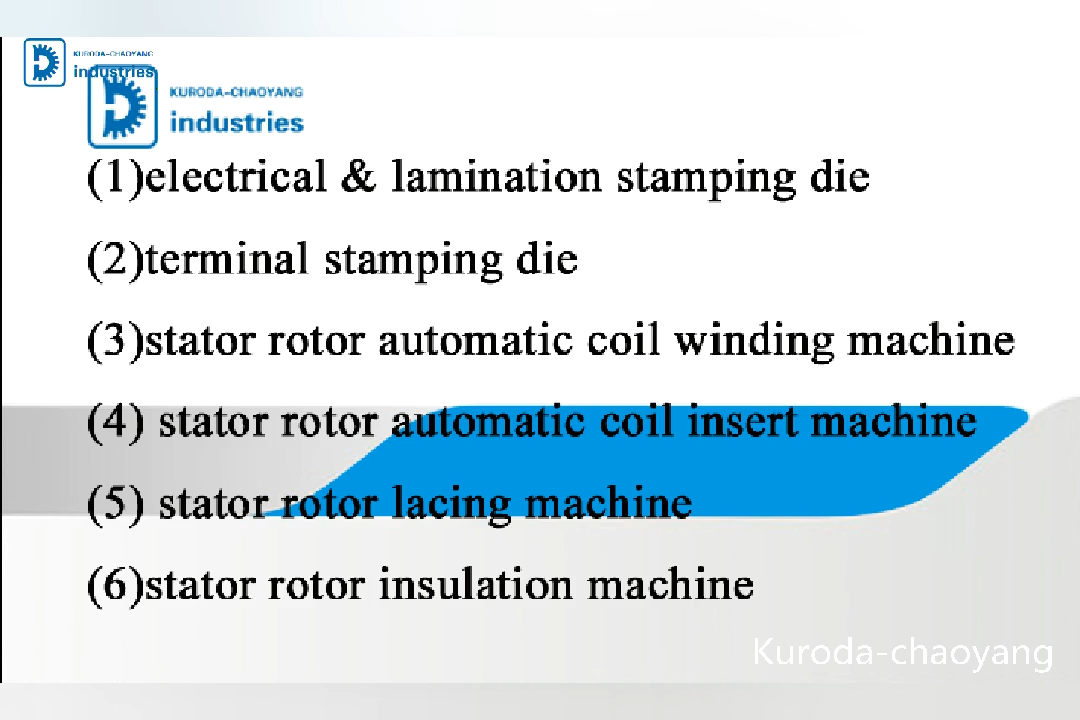 KURODA-CHAOYANG
industries
KURODA-CHAOYANG
industries
(1)electrical & lamination stamping die
(2)terminal stamping die
(3)stator rotor automatic coil winding machine
(4) stator rotor automatic coil insert machine
(5) stator rotor lacing machine
(6)stator rotor insulation machine
Kuroda-chaoyang